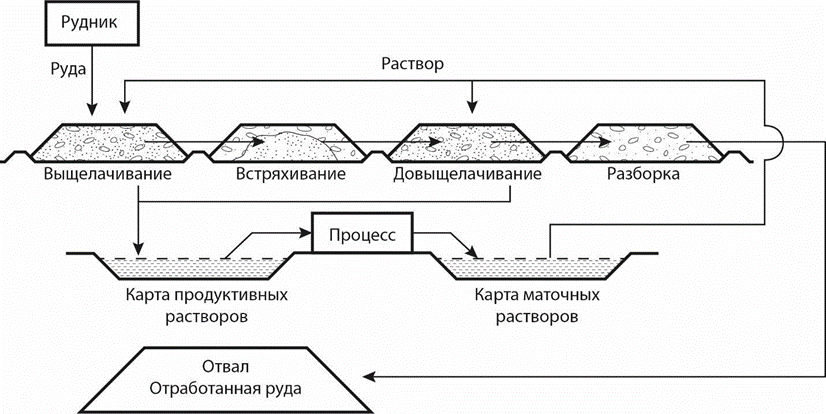 Рудник
Руда
Раствор
Выщелачивание
Встряхивание
Довыщелачивание
Разборка
Процесс
Карта продуктивных
растворов
Карта маточных
растворов
Отвал
Отработанная руда